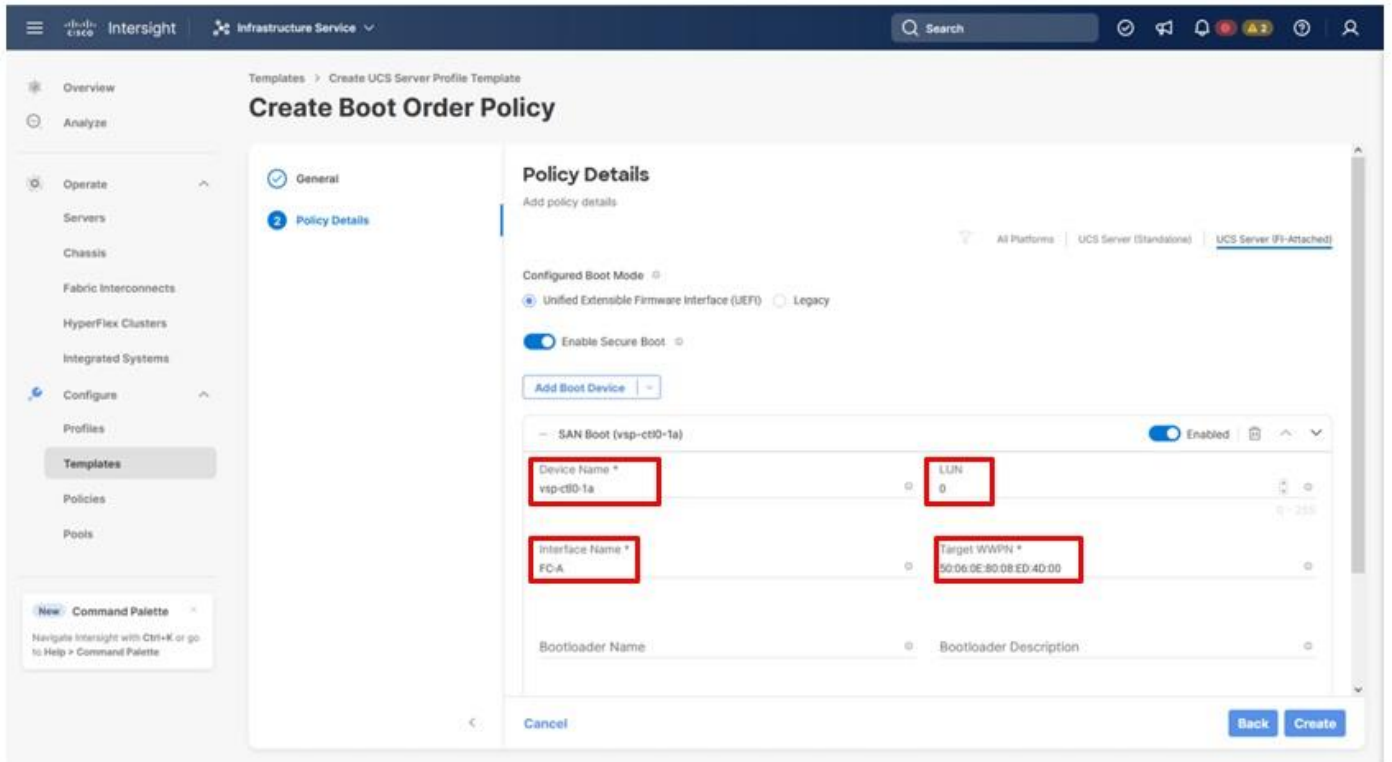 cisco Intersight Infrastructure Service Search 2
Overview
Analyze
Operate
Servers
Chassis
Fabric Interconnects
HyperFlex Clusters
Integrated Systems
Configure
Profiles
Templates
Policies
Pools
New Command Palette
Navigate Intersight with Ctrl+K or go
to Help > Command Palette
Templates > Create UCS Server Profile Template
Create Boot Order Policy
General
2 Policy Details
Policy Details
Add policy details
All Platforms UCS Server (Standalone) UCS Server (FI-Attached)
Configured Boot Mode
Unified Extensible Firmware Interface (UEFI) Legacy
Enable Secure Boot
Add Boot Device
SAN Boot (vsp-ctl0-1a) Enabled
Device Name * LUN
vsp-ctl0-1a 0
0 - 255
Interface Name * Target WWPN *
FC-A 50:06:0E:80:08:ED:4D:00
Bootloader Name Bootloader Description
Cancel Back Create